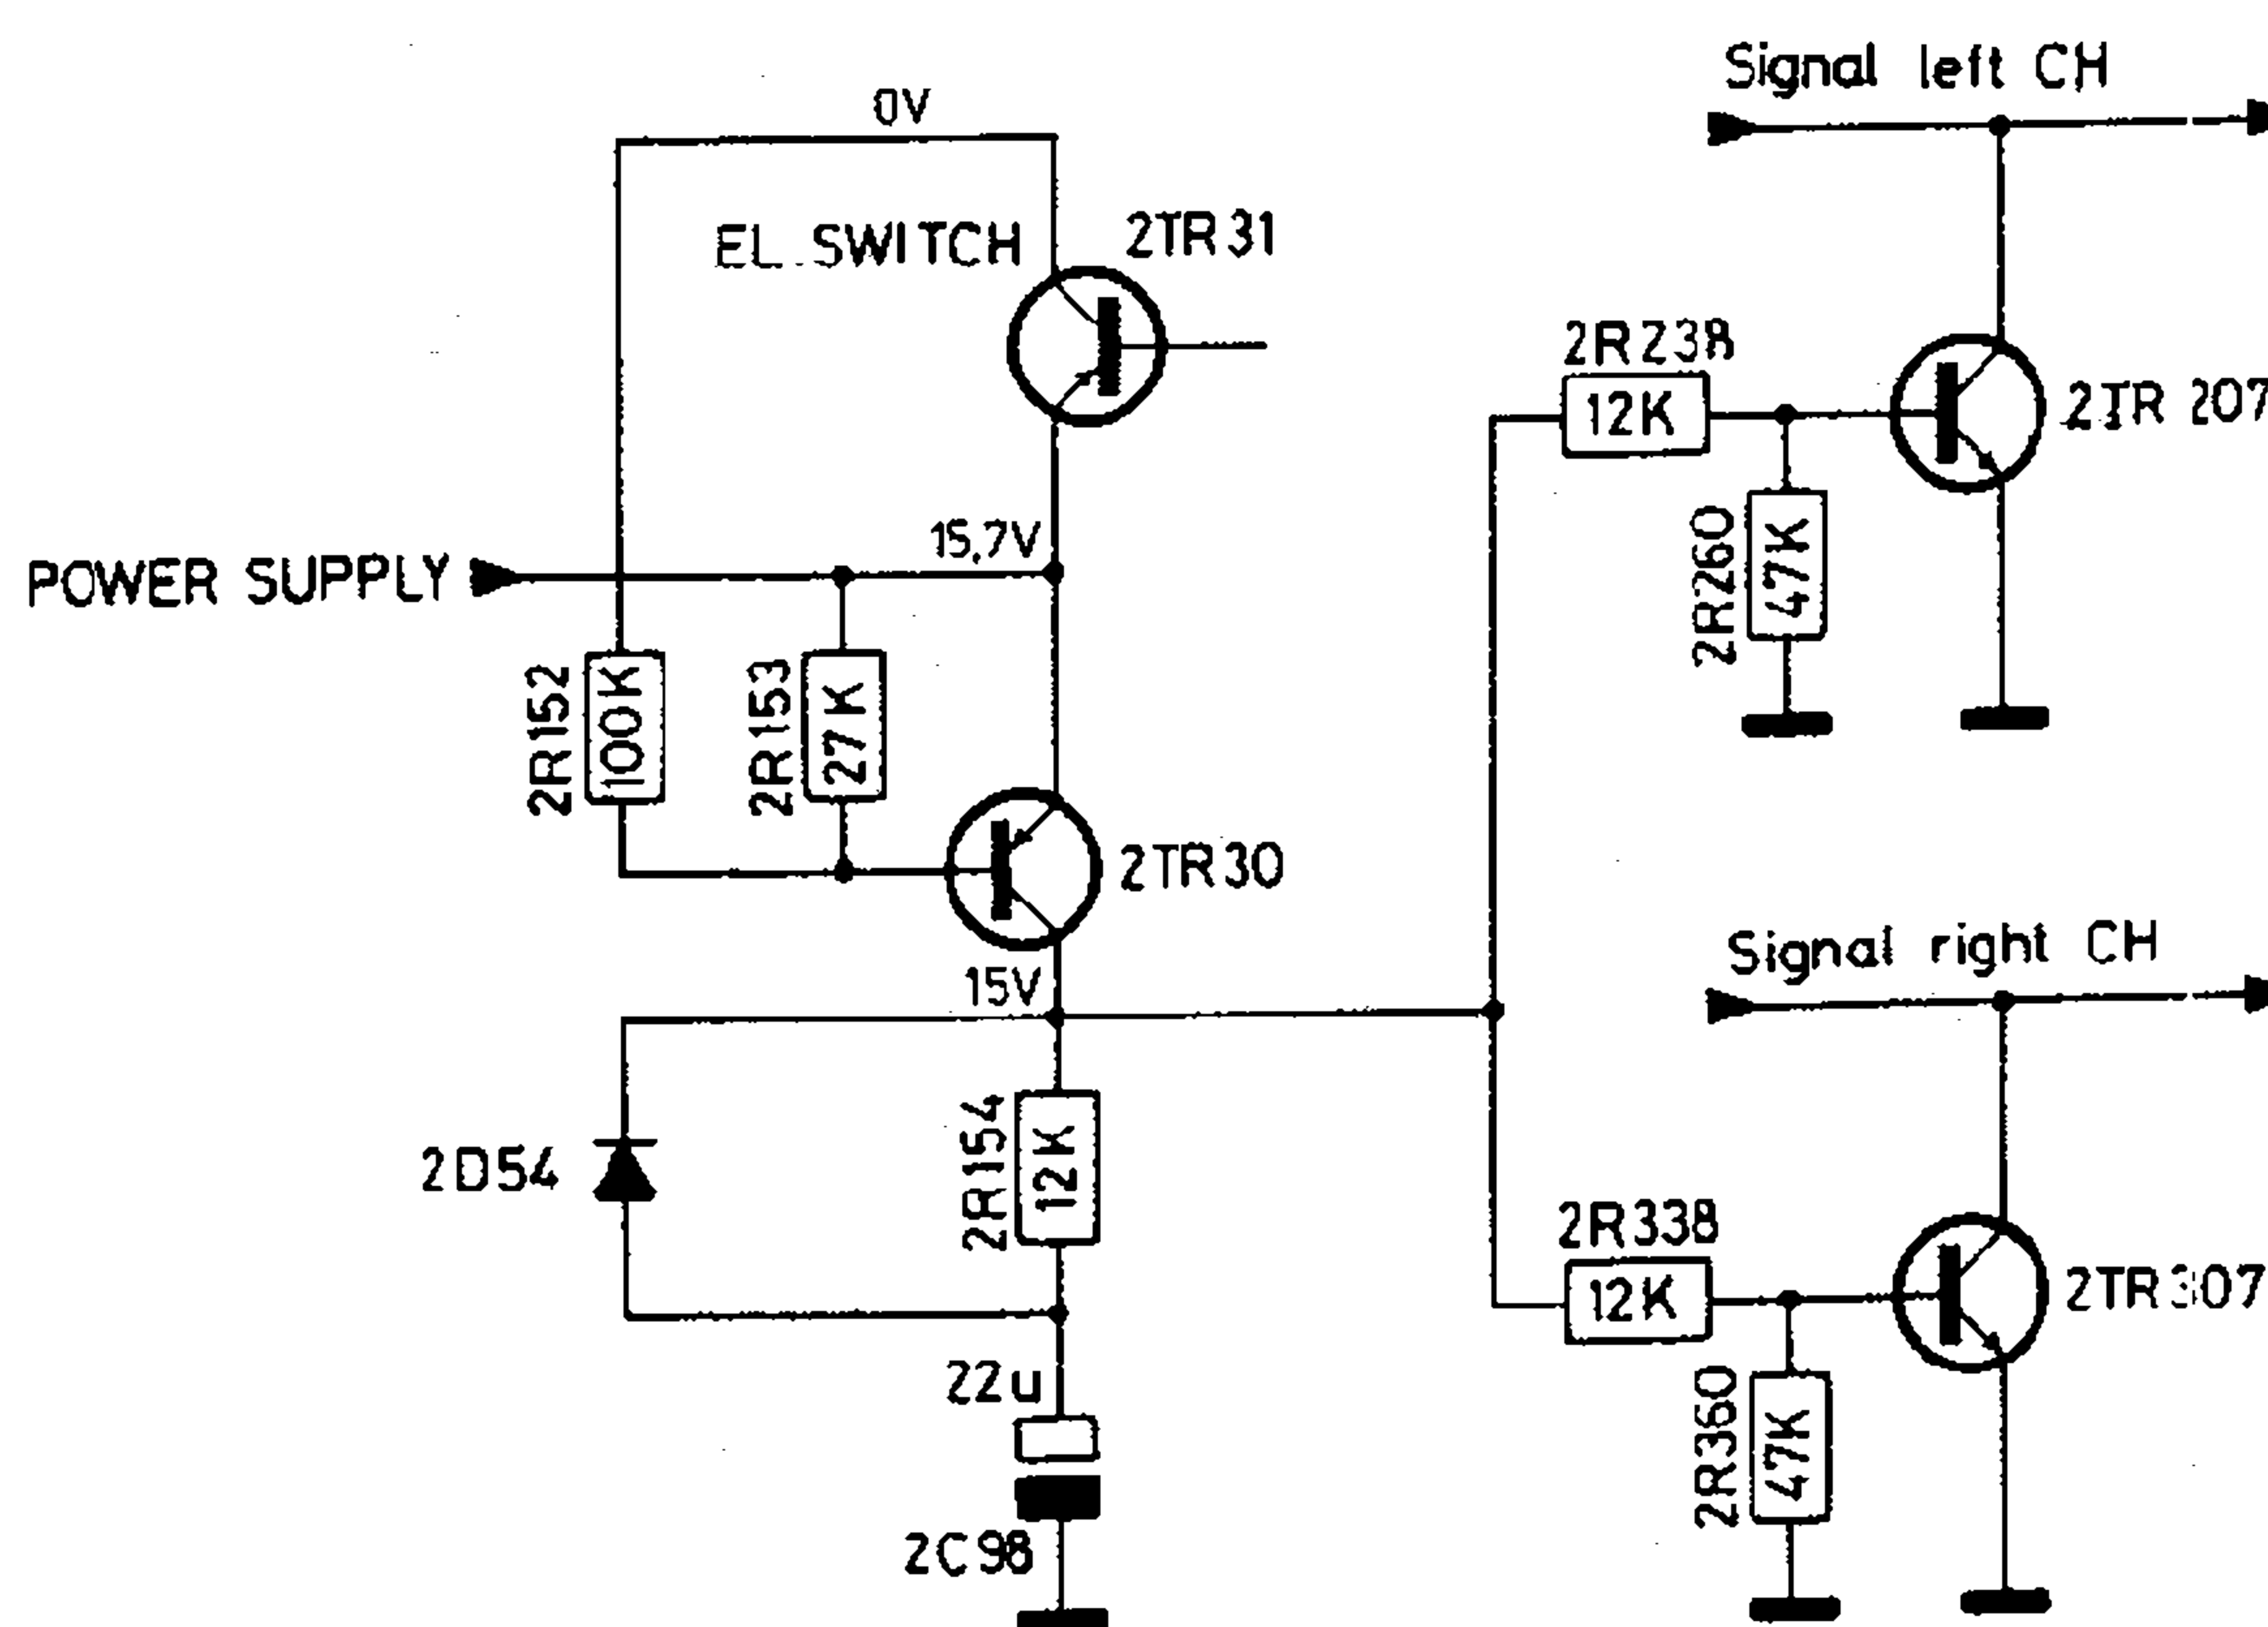 Signal left CH
0V
EL. SWITCH
2TR31
2R238
12K
2TR 207
15,7V
POWER SUPPLY
2R260
47K
2R152
100K
2R153
27K
2TR30
Signal right CH
15V
2R154
12K
2D54
2R338
12K
2TR307
22u
2R360
47K
2C98